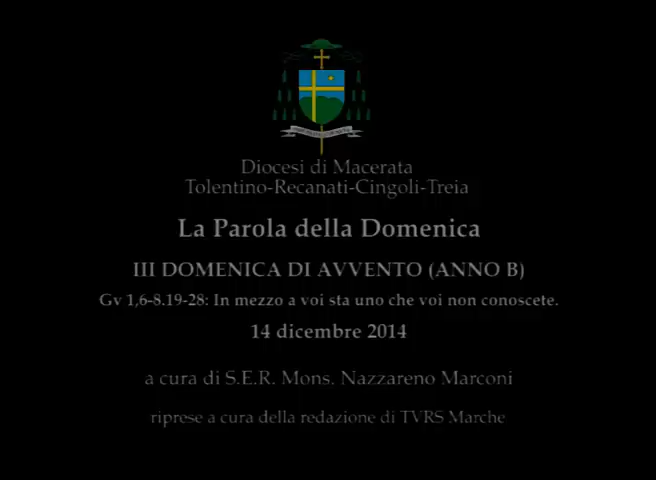 Diocesi di Macerata
Tolentino-Recanati-Cingoli-Treia
La Parola della Domenica
III DOMENICA DI AVVENTO (ANNO B)
Gv 1,6-8.19-28: In mezzo a voi sta uno che voi non conoscete.
14 dicembre 2014
a cura di S.E.R. Mons. Nazzareno Marconi
riprese a cura della redazione di TVRS Marche